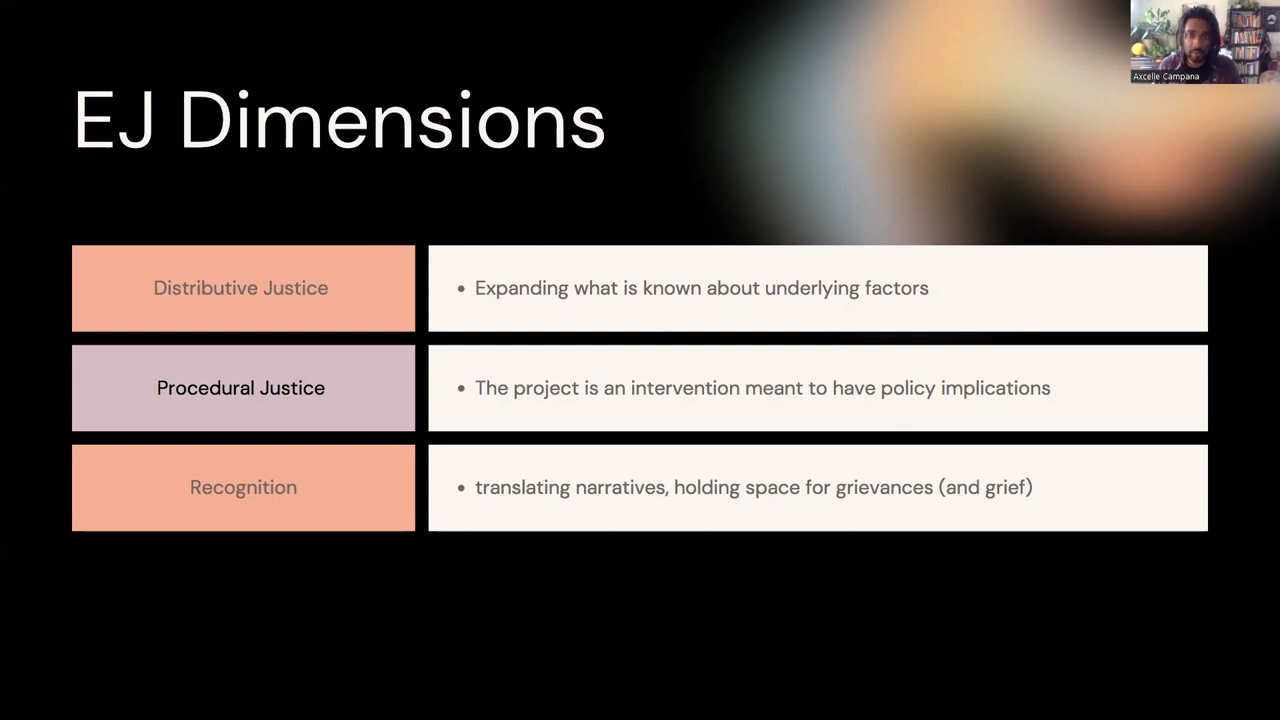 Axcelle Campana
EJ Dimensions
Distributive Justice
• Expanding what is known about underlying factors
Procedural Justice
• The project is an intervention meant to have policy implications
Recognition
• translating narratives, holding space for grievances (and grief)